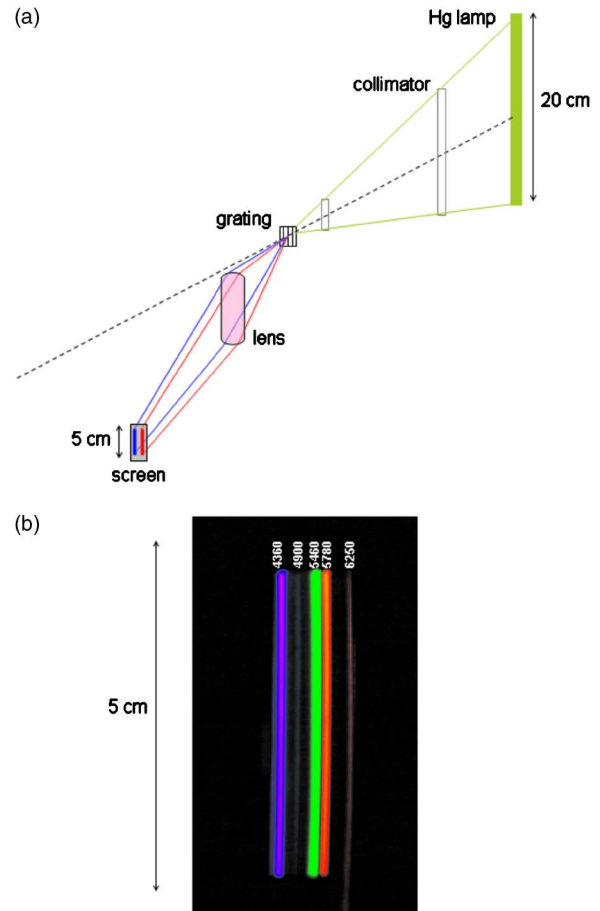 (a)
Hg lamp
collimator
20 cm
grating
lens
5 cm
screen
(b)
4360
4900
5460
5780
6250
5 cm